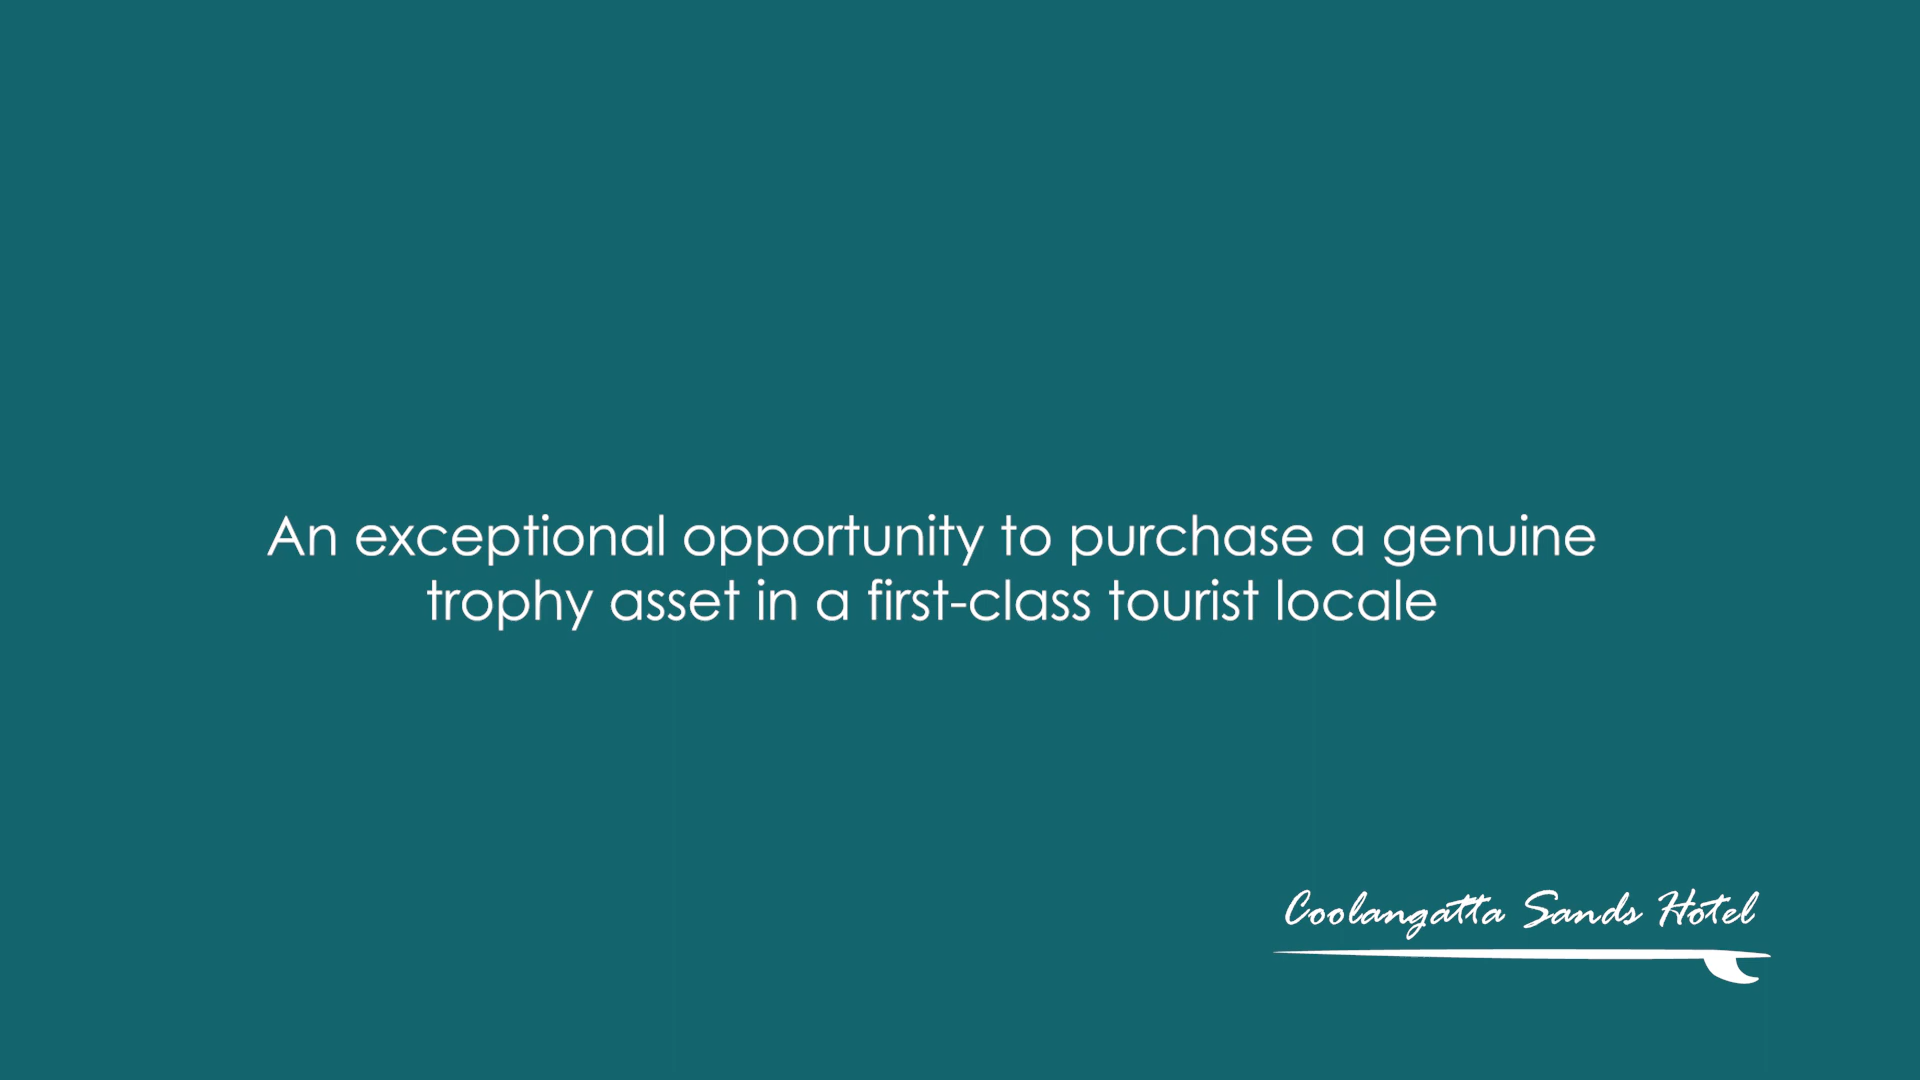 An exceptional opportunity to purchase a genuine
trophy asset in a first-class tourist locale
Coolangatta Sands Hotel